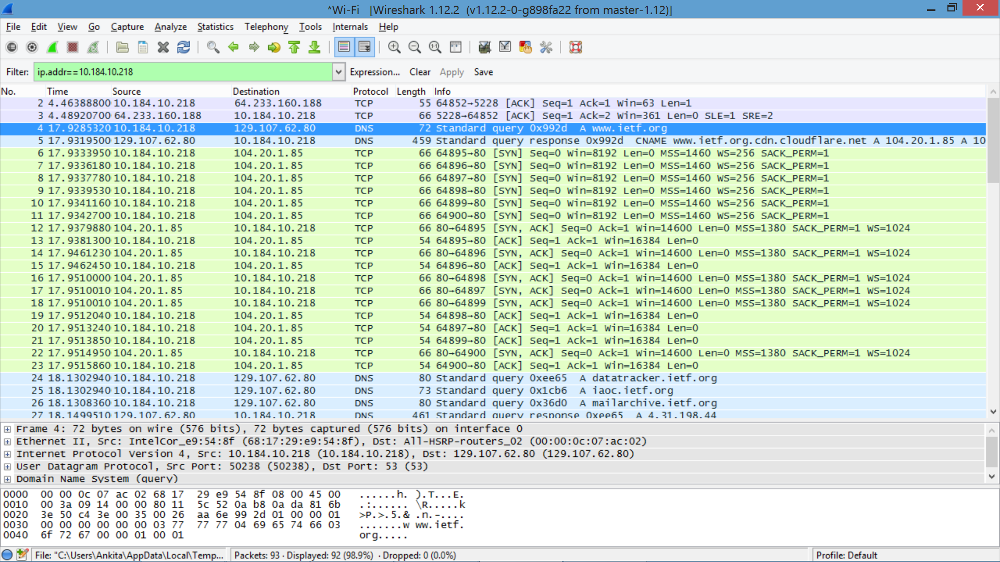 *Wi-Fi [Wireshark 1.12.2 (v1.12.2-0-g898fa22 from master-1.12)]
File Edit View Go Capture Analyze Statistics Telephony Tools Internals Help
Filter: ip.addr==10.184.10.218 Expression... Clear Apply Save
No. Time Source Destination Protocol Length Info
2 4.46388800 10.184.10.218 64.233.160.188 TCP 55 64852→5228 [ACK] Seq=1 Ack=1 Win=63 Len=1
3 4.48920700 64.233.160.188 10.184.10.218 TCP 66 5228→64852 [ACK] Seq=1 Ack=2 Win=361 Len=0 SLE=1 SRE=2
4 17.9285320 10.184.10.218 129.107.62.80 DNS 72 Standard query 0x992d A www.ietf.org
5 17.9319500 129.107.62.80 10.184.10.218 DNS 459 Standard query response 0x992d CNAME www.ietf.org.cdn.cloudflare.net A 104.20.1.85 A 10
6 17.9333950 10.184.10.218 104.20.1.85 TCP 66 64895→80 [SYN] Seq=0 Win=8192 Len=0 MSS=1460 WS=256 SACK_PERM=1
7 17.9336180 10.184.10.218 104.20.1.85 TCP 66 64896→80 [SYN] Seq=0 Win=8192 Len=0 MSS=1460 WS=256 SACK_PERM=1
8 17.9337780 10.184.10.218 104.20.1.85 TCP 66 64897→80 [SYN] Seq=0 Win=8192 Len=0 MSS=1460 WS=256 SACK_PERM=1
9 17.9339530 10.184.10.218 104.20.1.85 TCP 66 64898→80 [SYN] Seq=0 Win=8192 Len=0 MSS=1460 WS=256 SACK_PERM=1
10 17.9341160 10.184.10.218 104.20.1.85 TCP 66 64899→80 [SYN] Seq=0 Win=8192 Len=0 MSS=1460 WS=256 SACK_PERM=1
11 17.9342700 10.184.10.218 104.20.1.85 TCP 66 64900→80 [SYN] Seq=0 Win=8192 Len=0 MSS=1460 WS=256 SACK_PERM=1
12 17.9379880 104.20.1.85 10.184.10.218 TCP 66 80→64895 [SYN, ACK] Seq=0 Ack=1 Win=14600 Len=0 MSS=1380 SACK_PERM=1 WS=1024
13 17.9381300 10.184.10.218 104.20.1.85 TCP 54 64895→80 [ACK] Seq=1 Ack=1 Win=16384 Len=0
14 17.9461230 104.20.1.85 10.184.10.218 TCP 66 80→64896 [SYN, ACK] Seq=0 Ack=1 Win=14600 Len=0 MSS=1380 SACK_PERM=1 WS=1024
15 17.9462450 10.184.10.218 104.20.1.85 TCP 54 64896→80 [ACK] Seq=1 Ack=1 Win=16384 Len=0
16 17.9510000 104.20.1.85 10.184.10.218 TCP 66 80→64898 [SYN, ACK] Seq=0 Ack=1 Win=14600 Len=0 MSS=1380 SACK_PERM=1 WS=1024
17 17.9510010 104.20.1.85 10.184.10.218 TCP 66 80→64897 [SYN, ACK] Seq=0 Ack=1 Win=14600 Len=0 MSS=1380 SACK_PERM=1 WS=1024
18 17.9510010 104.20.1.85 10.184.10.218 TCP 66 80→64899 [SYN, ACK] Seq=0 Ack=1 Win=14600 Len=0 MSS=1380 SACK_PERM=1 WS=1024
19 17.9512040 10.184.10.218 104.20.1.85 TCP 54 64898→80 [ACK] Seq=1 Ack=1 Win=16384 Len=0
20 17.9513240 10.184.10.218 104.20.1.85 TCP 54 64897→80 [ACK] Seq=1 Ack=1 Win=16384 Len=0
21 17.9513850 10.184.10.218 104.20.1.85 TCP 54 64899→80 [ACK] Seq=1 Ack=1 Win=16384 Len=0
22 17.9514950 104.20.1.85 10.184.10.218 TCP 66 80→64900 [SYN, ACK] Seq=0 Ack=1 Win=14600 Len=0 MSS=1380 SACK_PERM=1 WS=1024
23 17.9515860 10.184.10.218 104.20.1.85 TCP 54 64900→80 [ACK] Seq=1 Ack=1 Win=16384 Len=0
24 18.1302940 10.184.10.218 129.107.62.80 DNS 80 Standard query 0xee65 A datatracker.ietf.org
25 18.1302940 10.184.10.218 129.107.62.80 DNS 73 Standard query 0x1cb6 A iaoc.ietf.org
26 18.1308360 10.184.10.218 129.107.62.80 DNS 80 Standard query 0x36d0 A mailarchive.ietf.org
27 18.1499510 129.107.62.80 10.184.10.218 DNS 461 Standard query response 0xee65 A 4.31.198.44
Frame 4: 72 bytes on wire (576 bits), 72 bytes captured (576 bits) on interface 0
Ethernet II, Src: IntelCor_e9:54:8f (68:17:29:e9:54:8f), Dst: All-HSRP-routers_02 (00:00:0c:07:ac:02)
Internet Protocol Version 4, Src: 10.184.10.218 (10.184.10.218), Dst: 129.107.62.80 (129.107.62.80)
User Datagram Protocol, Src Port: 50238 (50238), Dst Port: 53 (53)
Domain Name System (query)
0000 00 00 0c 07 ac 02 68 17 29 e9 54 8f 08 00 45 00 ......h. ).T...E.
0010 00 3a 09 14 00 00 80 11 5c 52 0a b8 0a da 81 6b .:...... \R.....k
0020 3e 50 c4 3e 00 35 00 26 aa 6e 99 2d 01 00 00 01 >P.>.5.& .n.-....
0030 00 00 00 00 00 00 03 77 77 77 04 69 65 74 66 03 .......w ww.ietf.
0040 6f 72 67 00 00 01 00 01 org.....
File: "C:\Users\Ankita\AppData\Local\Temp... Packets: 93 · Displayed: 92 (98.9%) · Dropped: 0 (0.0%) Profile: Default